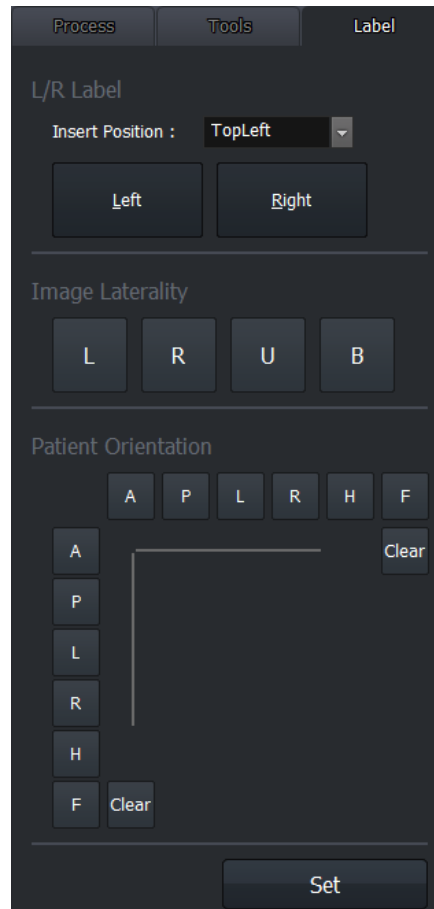 Process Tools Label
L/R Label
Insert Position : TopLeft
Left Right
Image Laterality
L R U B
Patient Orientation
A P L R H F
A Clear
P
L
R
H
F Clear
Set